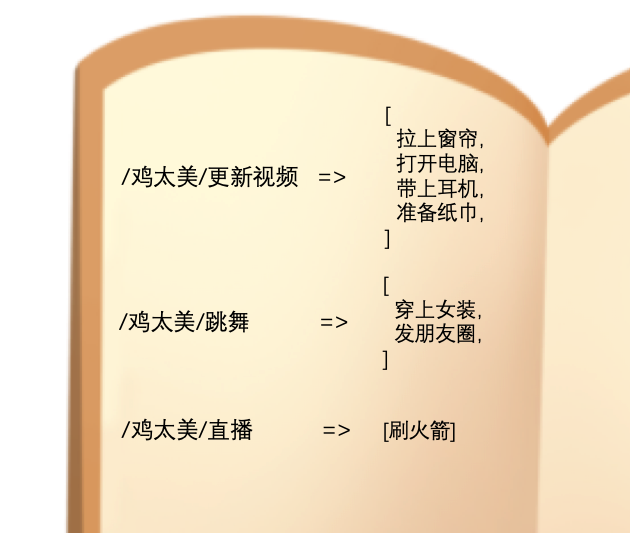 [
拉上窗帘,
打开电脑,
/鸡太美/更新视频 => 带上耳机,
准备纸巾,
]
[
穿上女装,
/鸡太美/跳舞 => 发朋友圈,
]
/鸡太美/直播 => [刷火箭]